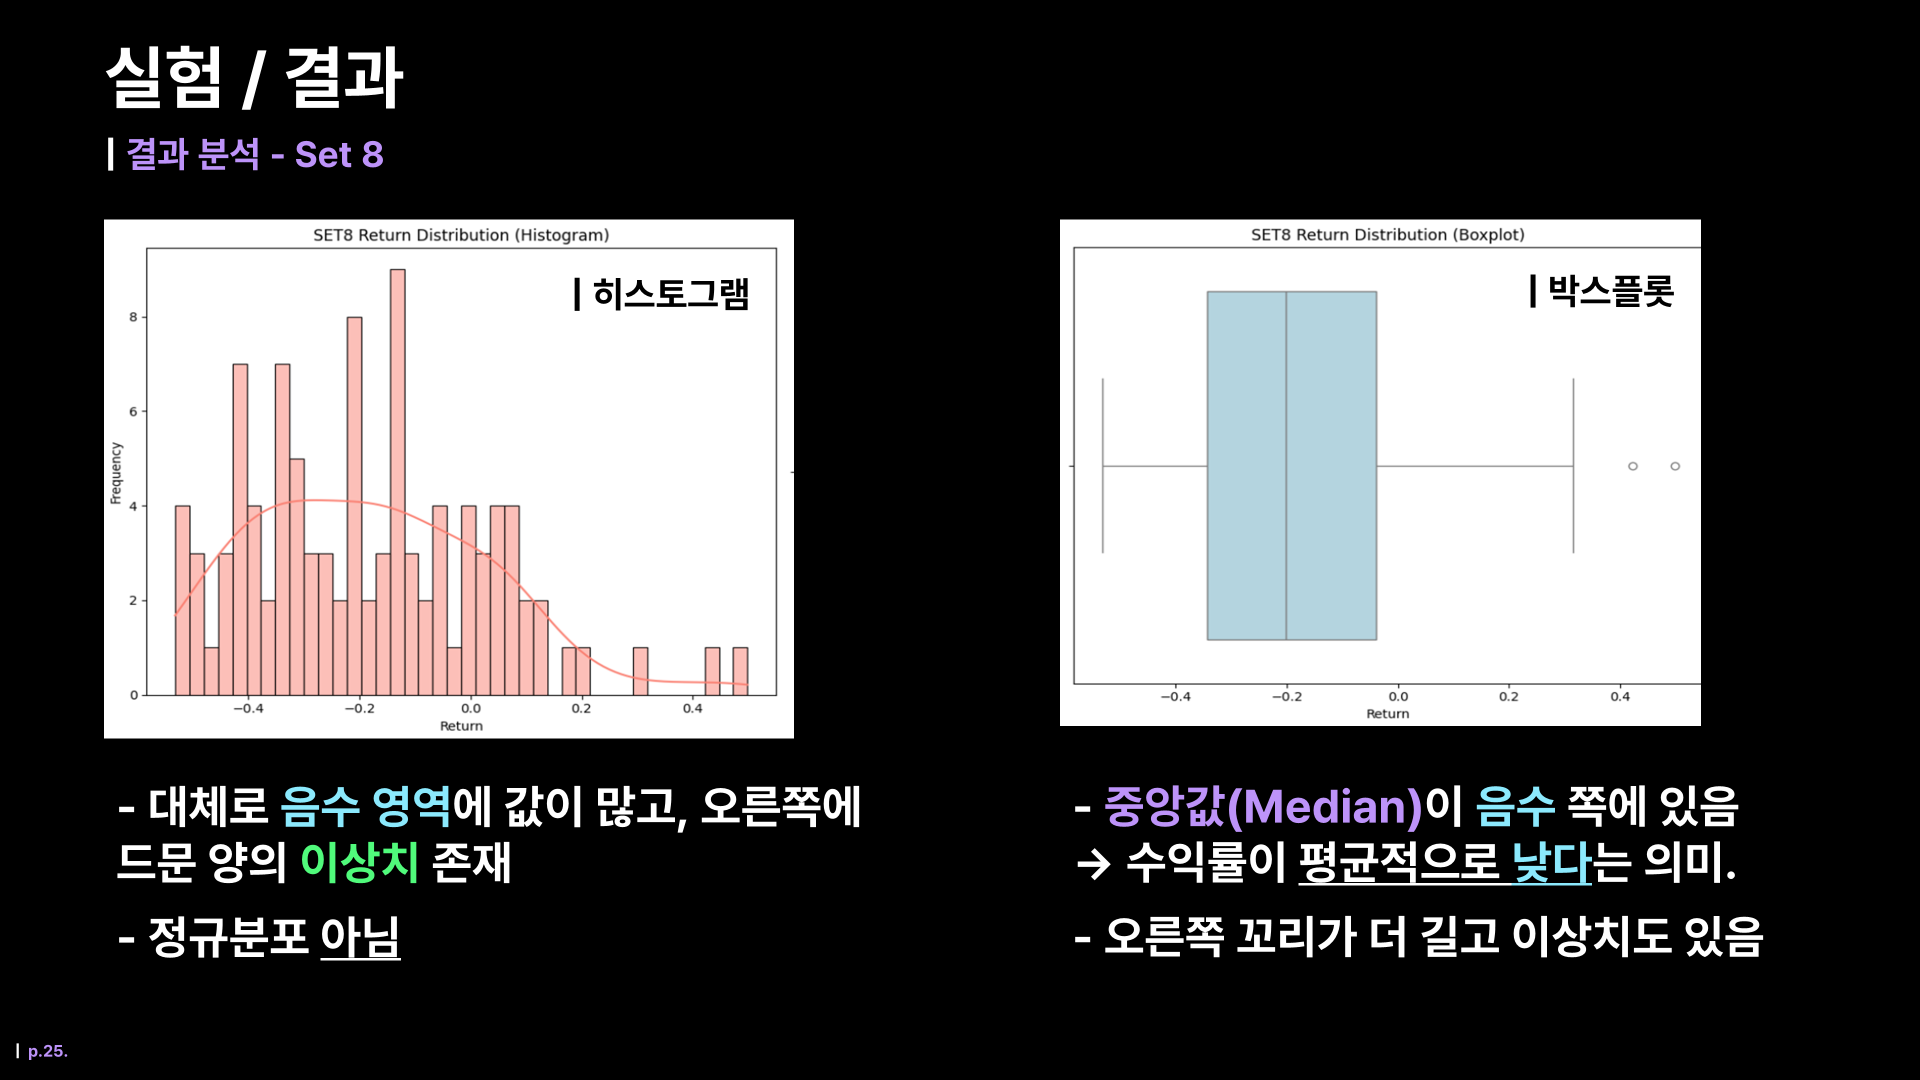 실험 / 결과
| 결과 분석 - Set 8
SET8 Return Distribution (Histogram)
| 히스토그램
Frequency
8
6
4
2
0
−0.4 −0.2 0.0 0.2 0.4
Return
SET8 Return Distribution (Boxplot)
| 박스플롯
−0.4 −0.2 0.0 0.2 0.4
Return
- 대체로 음수 영역에 값이 많고, 오른쪽에
드문 양의 이상치 존재
- 정규분포 아님
- 중앙값(Median)이 음수 쪽에 있음
→ 수익률이 평균적으로 낮다는 의미.
- 오른쪽 꼬리가 더 길고 이상치도 있음
| p.25.